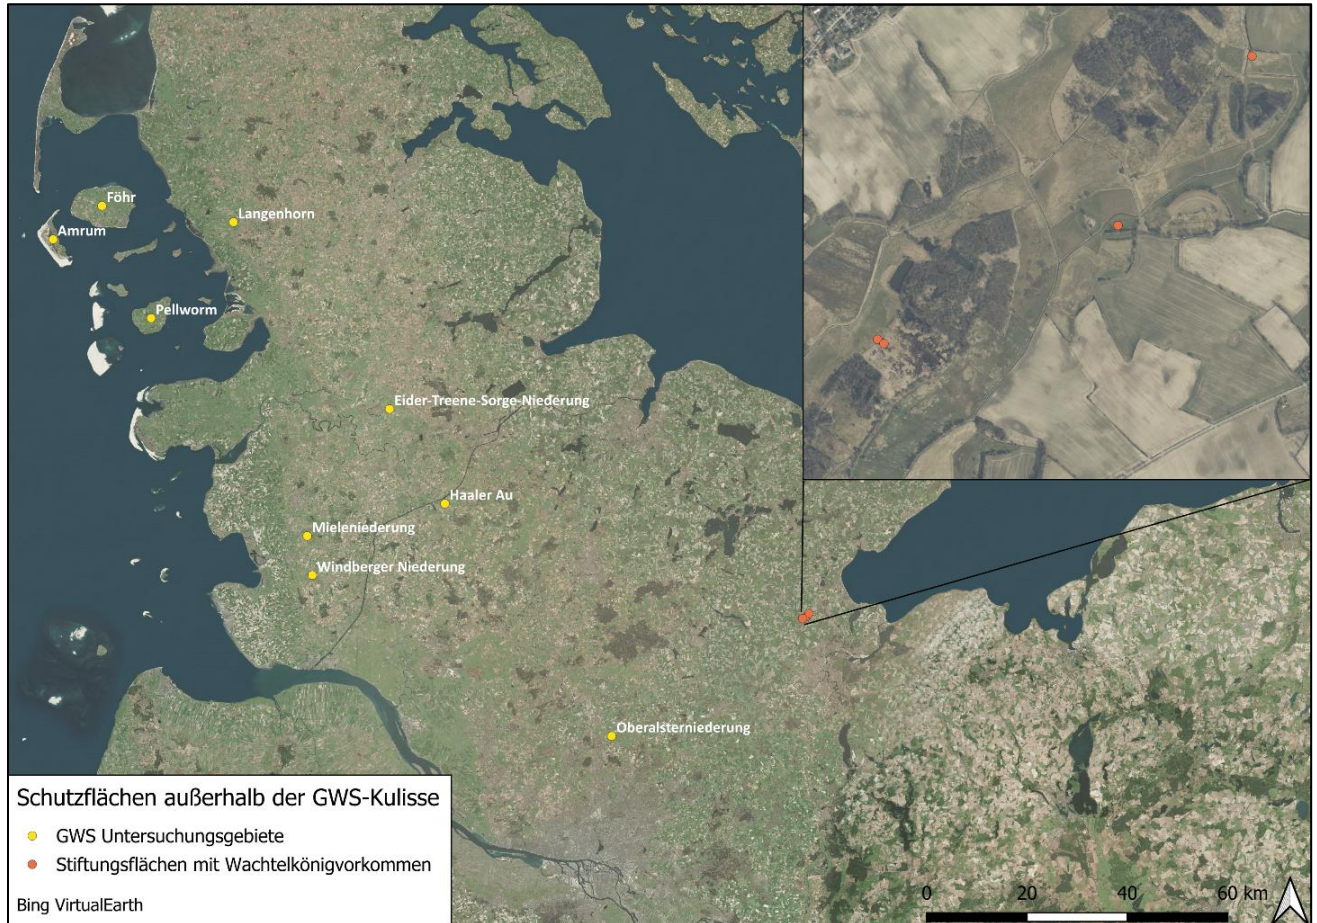 Föhr
Langenhorn
Amrum
Pellworm
Eider-Treene-Sorge-Niederung
Haaler Au
Mieleniederung
Windberger Niederung
Oberalsterniederung
Schutzflächen außerhalb der GWS-Kulisse
GWS Untersuchungsgebiete
Stiftungsflächen mit Wachtelkönigvorkommen
Bing VirtualEarth
0 20 40 60 km